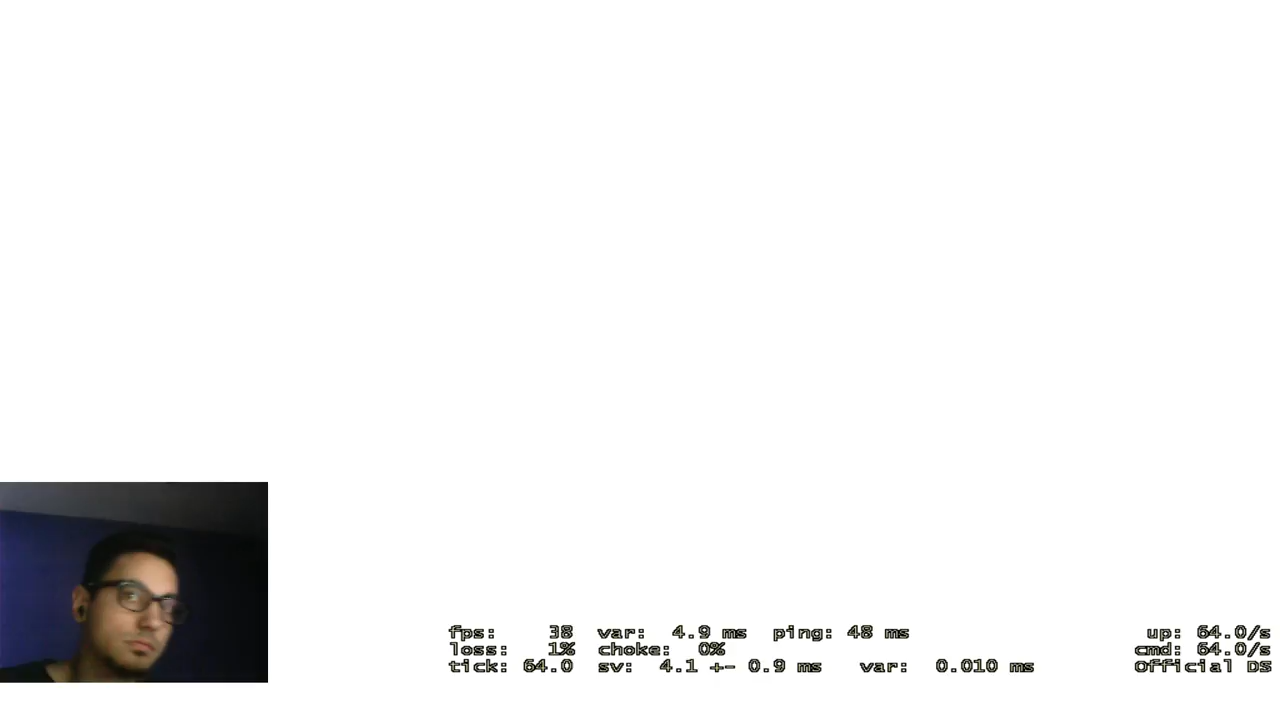 fps: 38 var: 4.9 ms ping: 48 ms up: 64.0/s
loss: 1% choke: 0% cmd: 64.0/s
tick: 64.0 sv: 4.1 +- 0.9 ms var: 0.010 ms Official DS